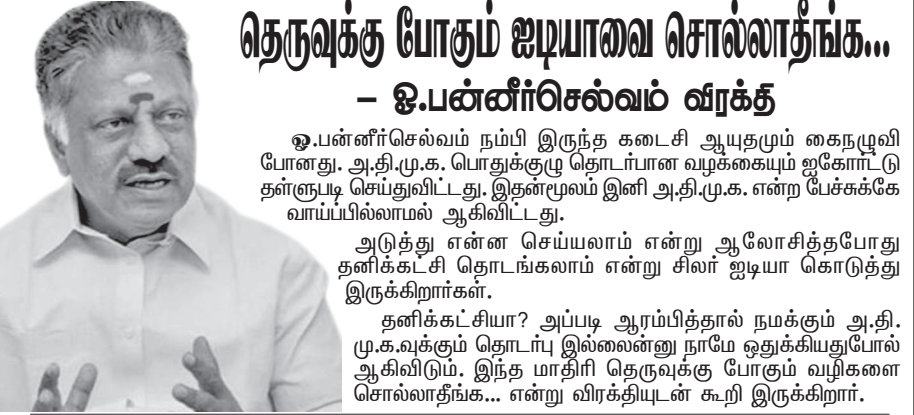 தெருவுக்கு போகும் ஐடியாவை சொல்லாதீங்க...
– ஓ.பன்னீர்செல்வம் விரக்தி
ஓ.பன்னீர்செல்வம் நம்பி இருந்த கடைசி ஆயுதமும் கைநழுவி
போனது. அ.தி.மு.க. பொதுக்குழு தொடர்பான வழக்கையும் ஐகோர்ட்டு
தள்ளுபடி செய்துவிட்டது. இதன்மூலம் இனி அ.தி.மு.க. என்ற பேச்சுக்கே
வாய்ப்பில்லாமல் ஆகிவிட்டது.
அடுத்து என்ன செய்யலாம் என்று ஆலோசித்தபோது
தனிக்கட்சி தொடங்கலாம் என்று சிலர் ஐடியா கொடுத்து
இருக்கிறார்கள்.
தனிக்கட்சியா? அப்படி ஆரம்பித்தால் நமக்கும் அ.தி.
மு.க.வுக்கும் தொடர்பு இல்லைன்னு நாமே ஒதுக்கியதுபோல்
ஆகிவிடும். இந்த மாதிரி தெருவுக்கு போகும் வழிகளை
சொல்லாதீங்க... என்று விரக்தியுடன் கூறி இருக்கிறார்.